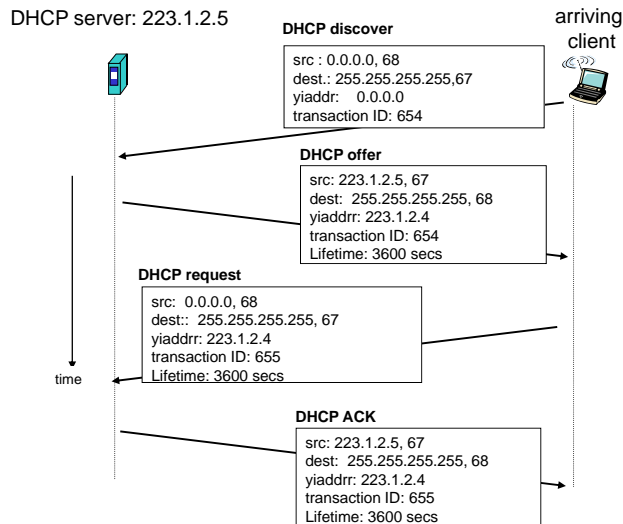 DHCP server: 223.1.2.5
arriving
client
DHCP discover
src : 0.0.0.0, 68
dest.: 255.255.255.255,67
yiaddr: 0.0.0.0
transaction ID: 654
DHCP offer
src: 223.1.2.5, 67
dest: 255.255.255.255, 68
yiaddrr: 223.1.2.4
transaction ID: 654
Lifetime: 3600 secs
DHCP request
src: 0.0.0.0, 68
dest:: 255.255.255.255, 67
yiaddrr: 223.1.2.4
transaction ID: 655
Lifetime: 3600 secs
time
DHCP ACK
src: 223.1.2.5, 67
dest: 255.255.255.255, 68
yiaddrr: 223.1.2.4
transaction ID: 655
Lifetime: 3600 secs